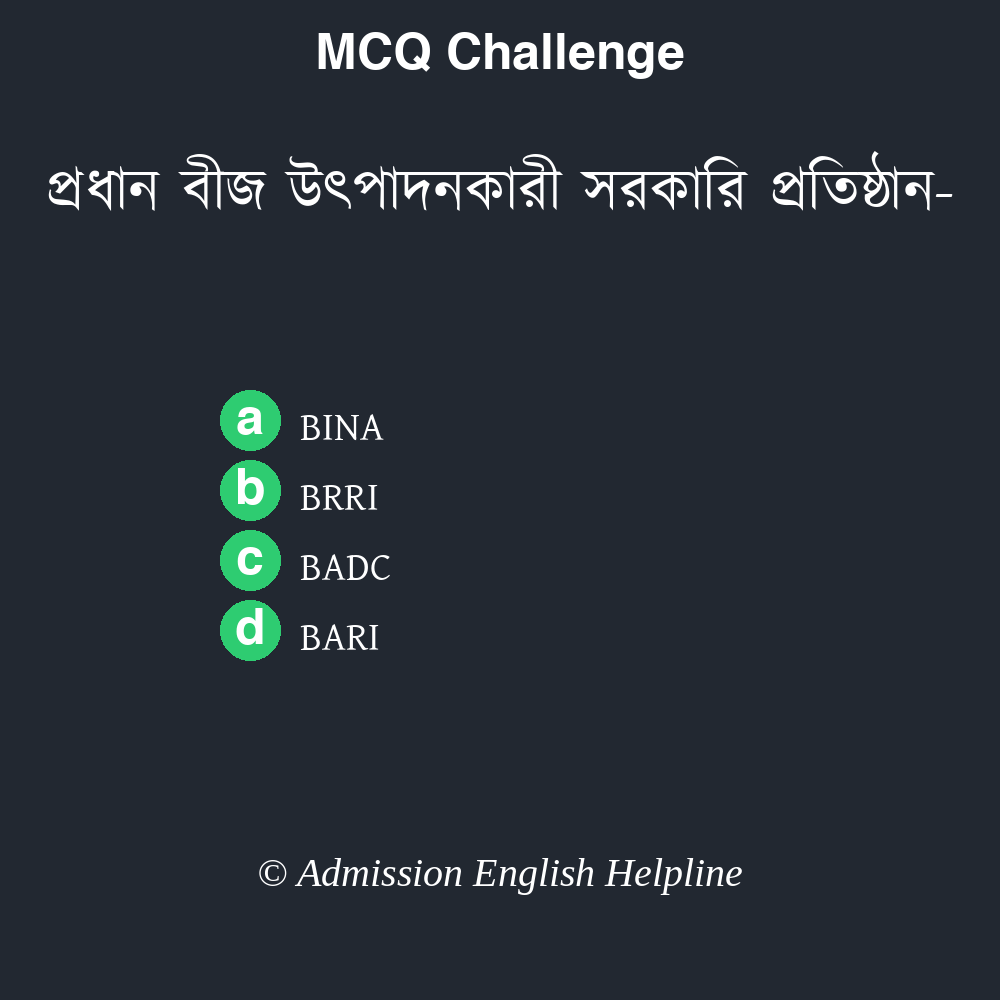 MCQ Challenge
প্রধান বীজ উৎপাদনকারী সরকারি প্রতিষ্ঠান-
a BINA
b BRRI
c BADC
d BARI
© Admission English Helpline